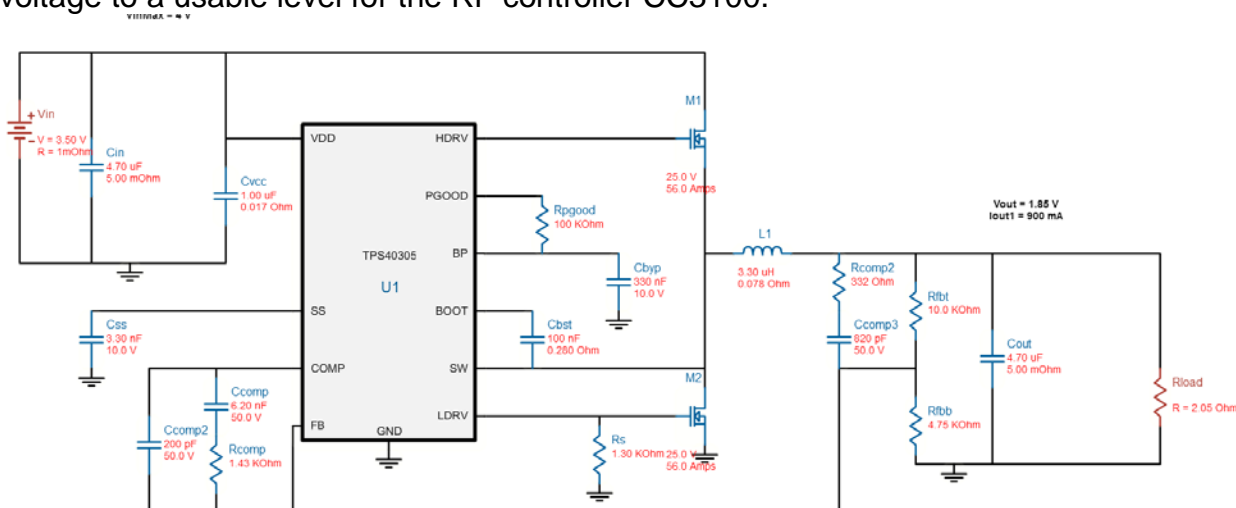 voltage to a usable level for the RF controller CC3100.
VinMax = 4 V
M1
Vin
V = 3.50 V
R = 1mOhm
Cin
4.70 uF
5.00 mOhm
Cvcc
1.00 uF
0.017 Ohm
VDD
HDRV
25.0 V
56.0 Amps
PGOOD
Rpgood
100 KOhm
Vout = 1.85 V
Iout1 = 900 mA
TPS40305
U1
BP
Cbyp
330 nF
10.0 V
L1
3.30 uH
0.078 Ohm
Rcomp2
332 Ohm
Rfbt
10.0 KOhm
SS
Css
3.30 nF
10.0 V
BOOT
Cbst
100 nF
0.280 Ohm
Ccomp3
820 pF
50.0 V
Cout
4.70 uF
5.00 mOhm
COMP
SW
M2
Rload
R = 2.05 Ohm
Ccomp
6.20 nF
50.0 V
Rfbb
4.75 KOhm
LDRV
FB
GND
Ccomp2
200 pF
50.0 V
Rcomp
1.43 KOhm
Rs
1.30 KOhm
25.0 V
56.0 Amps